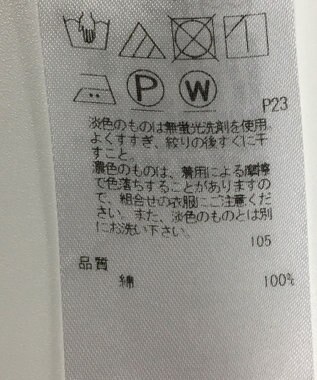 P W
P23
淡色のものは無蛍光洗剤を使用。
よくすすぎ、絞りの後すぐに干
すこと。
濃色のものは、着用による摩擦
で色落ちすることがありますの
で、組合せの衣服にご注意くだ
さい。また、淡色のものとは別
にお洗い下さい。
105
品質
綿 100%